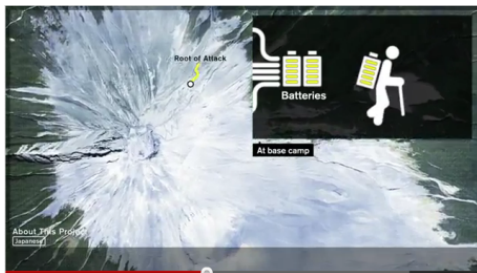 Root of Attack
Batteries
At base camp
About This Project
Japanese